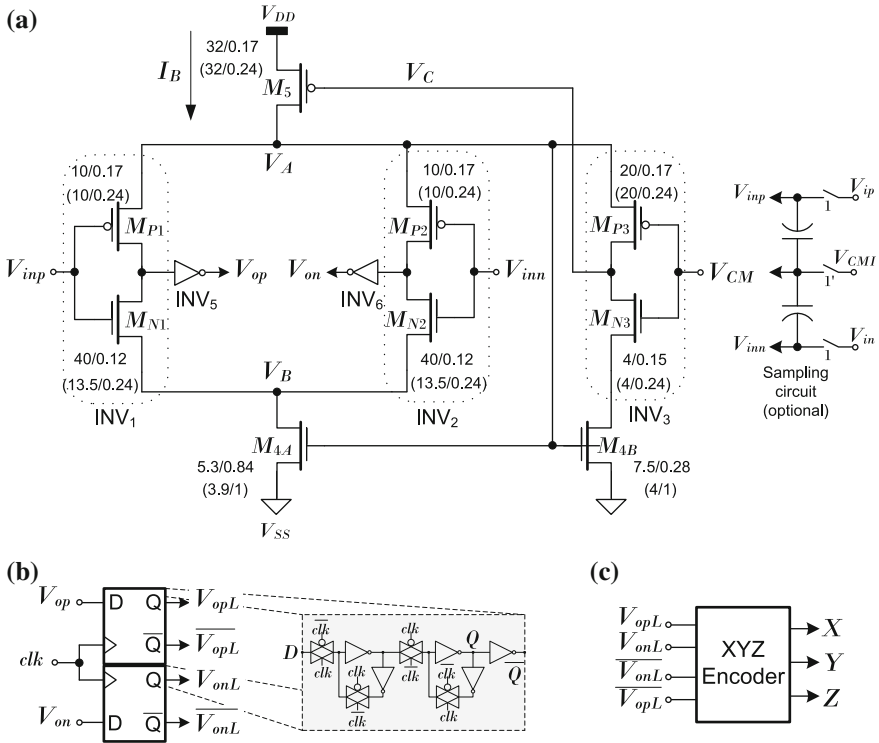 (a)
V_DD
32/0.17
(32/0.24)
I_B
M_5
V_C
V_A
10/0.17
(10/0.24)
M_P1
10/0.17
(10/0.24)
M_P2
20/0.17
(20/0.24)
M_P3
V_inp
V_op
INV_5
V_on
INV_6
V_inn
V_CM
M_N1
M_N2
M_N3
40/0.12
(13.5/0.24)
INV_1
V_B
40/0.12
(13.5/0.24)
INV_2
4/0.15
(4/0.24)
INV_3
V_inp
1
V_ip
V_CMI
1'
V_inn
1
V_in
Sampling
circuit
(optional)
M_4A
5.3/0.84
(3.9/1)
V_SS
M_4B
7.5/0.28
(4/1)
(b)
V_op
D
Q
V_opL
Q̅
V̅_opL
clk
Q
V_onL
V_on
D
Q̅
V̅_onL
D
c̅l̅k̅
clk
clk
c̅l̅k̅
clk
c̅l̅k̅
Q
c̅l̅k̅
clk
Q̅
(c)
V_opL
V_onL
V̅_onL
V̅_opL
XYZ
Encoder
X
Y
Z